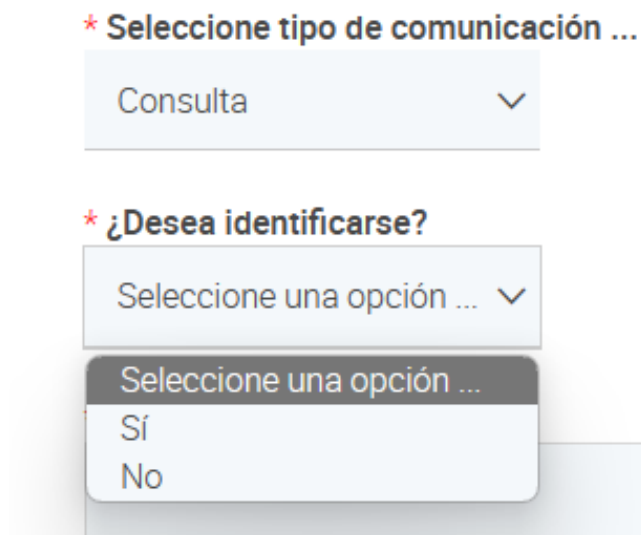 * Seleccione tipo de comunicación ...
Consulta
* ¿Desea identificarse?
Seleccione una opción ...
Seleccione una opción ...
Sí
No